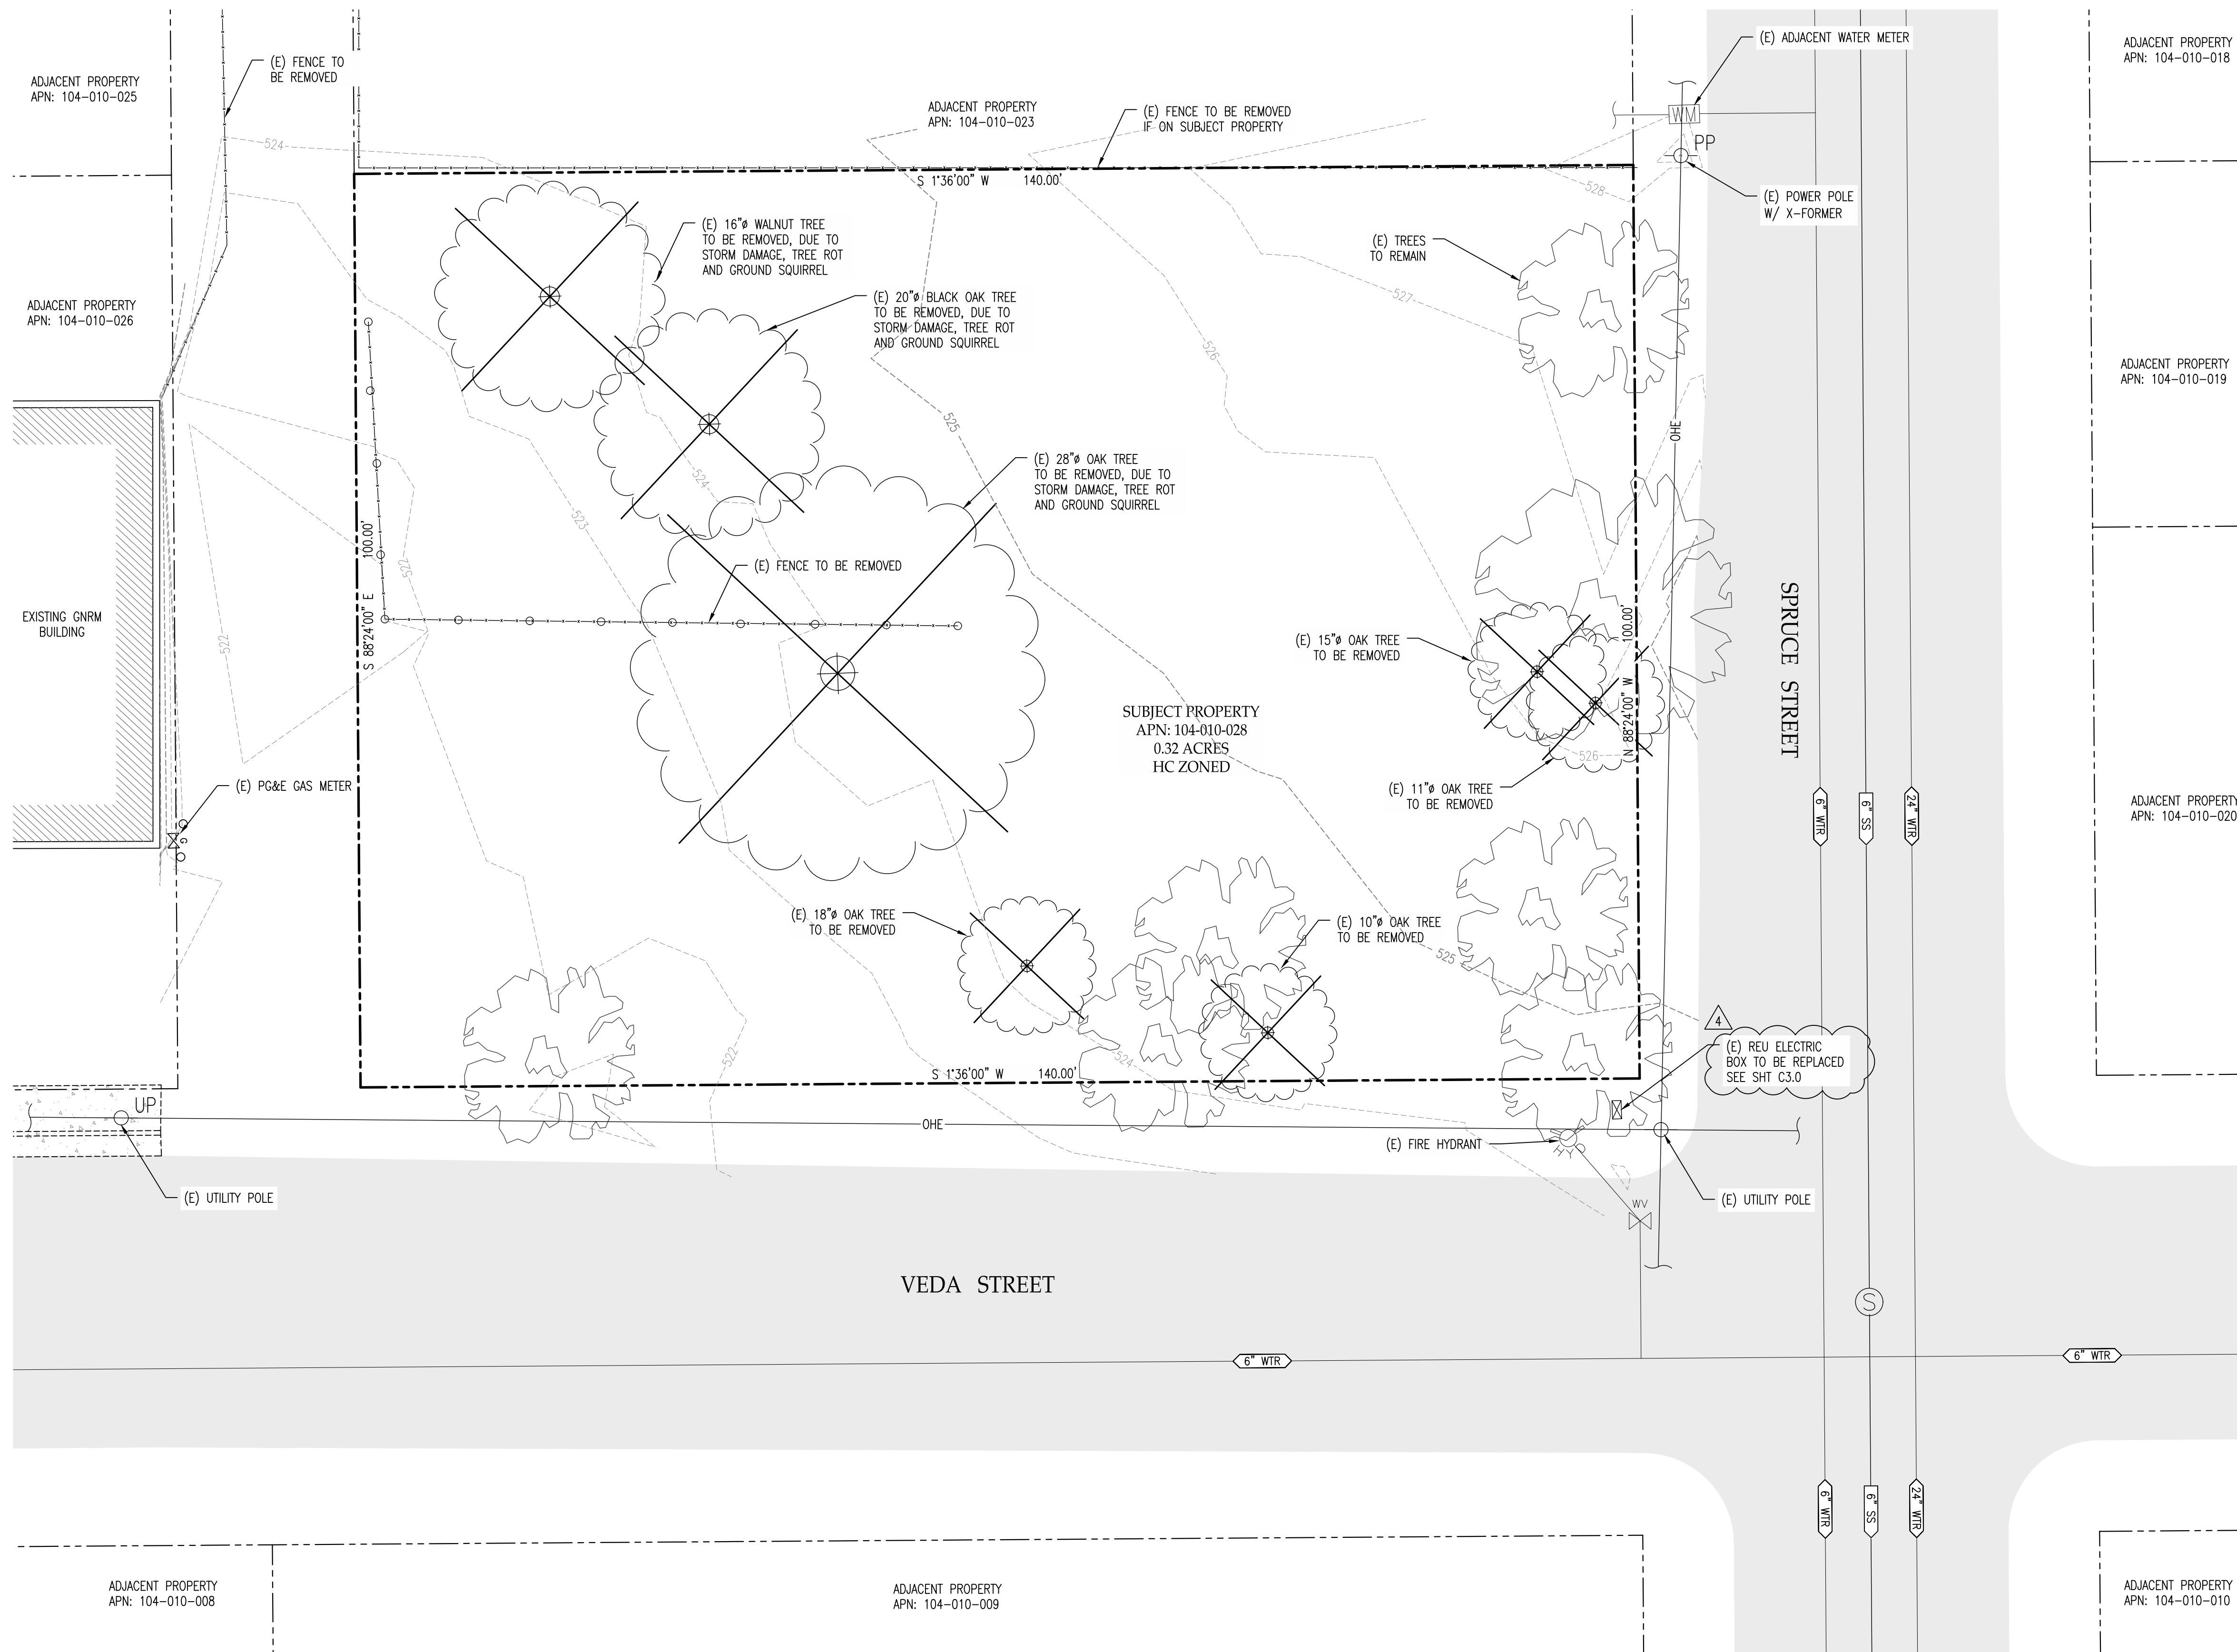 ADJACENT PROPERTY
APN: 104-010-025
(E) FENCE TO
BE REMOVED
ADJACENT PROPERTY
APN: 104-010-023
(E) FENCE TO BE REMOVED
IF ON SUBJECT PROPERTY
(E) ADJACENT WATER METER
ADJACENT PROPERTY
APN: 104-010-018
WM
PP
524
S 1°36'00" W 140.00'
528
(E) POWER POLE
W/ X-FORMER
(E) 16"ø WALNUT TREE
TO BE REMOVED, DUE TO
STORM DAMAGE, TREE ROT
AND GROUND SQUIRREL
(E) TREES
TO REMAIN
ADJACENT PROPERTY
APN: 104-010-026
(E) 20"ø BLACK OAK TREE
TO BE REMOVED, DUE TO
STORM DAMAGE, TREE ROT
AND GROUND SQUIRREL
527
526
ADJACENT PROPERTY
APN: 104-010-019
525
OHE
524
(E) 28"ø OAK TREE
TO BE REMOVED, DUE TO
STORM DAMAGE, TREE ROT
AND GROUND SQUIRREL
523
522
S 88°24'00" E 100.00'
(E) FENCE TO BE REMOVED
EXISTING GNRM
BUILDING
522
(E) 15"ø OAK TREE
TO BE REMOVED
N 88°24'00" W 100.00'
SPRUCE STREET
SUBJECT PROPERTY
APN: 104-010-028
0.32 ACRES
HC ZONED
526
(E) PG&E GAS METER
G
(E) 11"ø OAK TREE
TO BE REMOVED
6" WTR
6" SS
24" WTR
ADJACENT PROPERTY
APN: 104-010-020
(E) 18"ø OAK TREE
TO BE REMOVED
(E) 10"ø OAK TREE
TO BE REMOVED
525
4
(E) REU ELECTRIC
BOX TO BE REPLACED
SEE SHT C3.0
522
524
S 1°36'00" W 140.00'
UP
OHE
(E) FIRE HYDRANT
HYD
(E) UTILITY POLE
(E) UTILITY POLE
WV
VEDA STREET
S
6" WTR
6" WTR
6" WTR
6" SS
24" WTR
ADJACENT PROPERTY
APN: 104-010-008
ADJACENT PROPERTY
APN: 104-010-009
ADJACENT PROPERTY
APN: 104-010-010